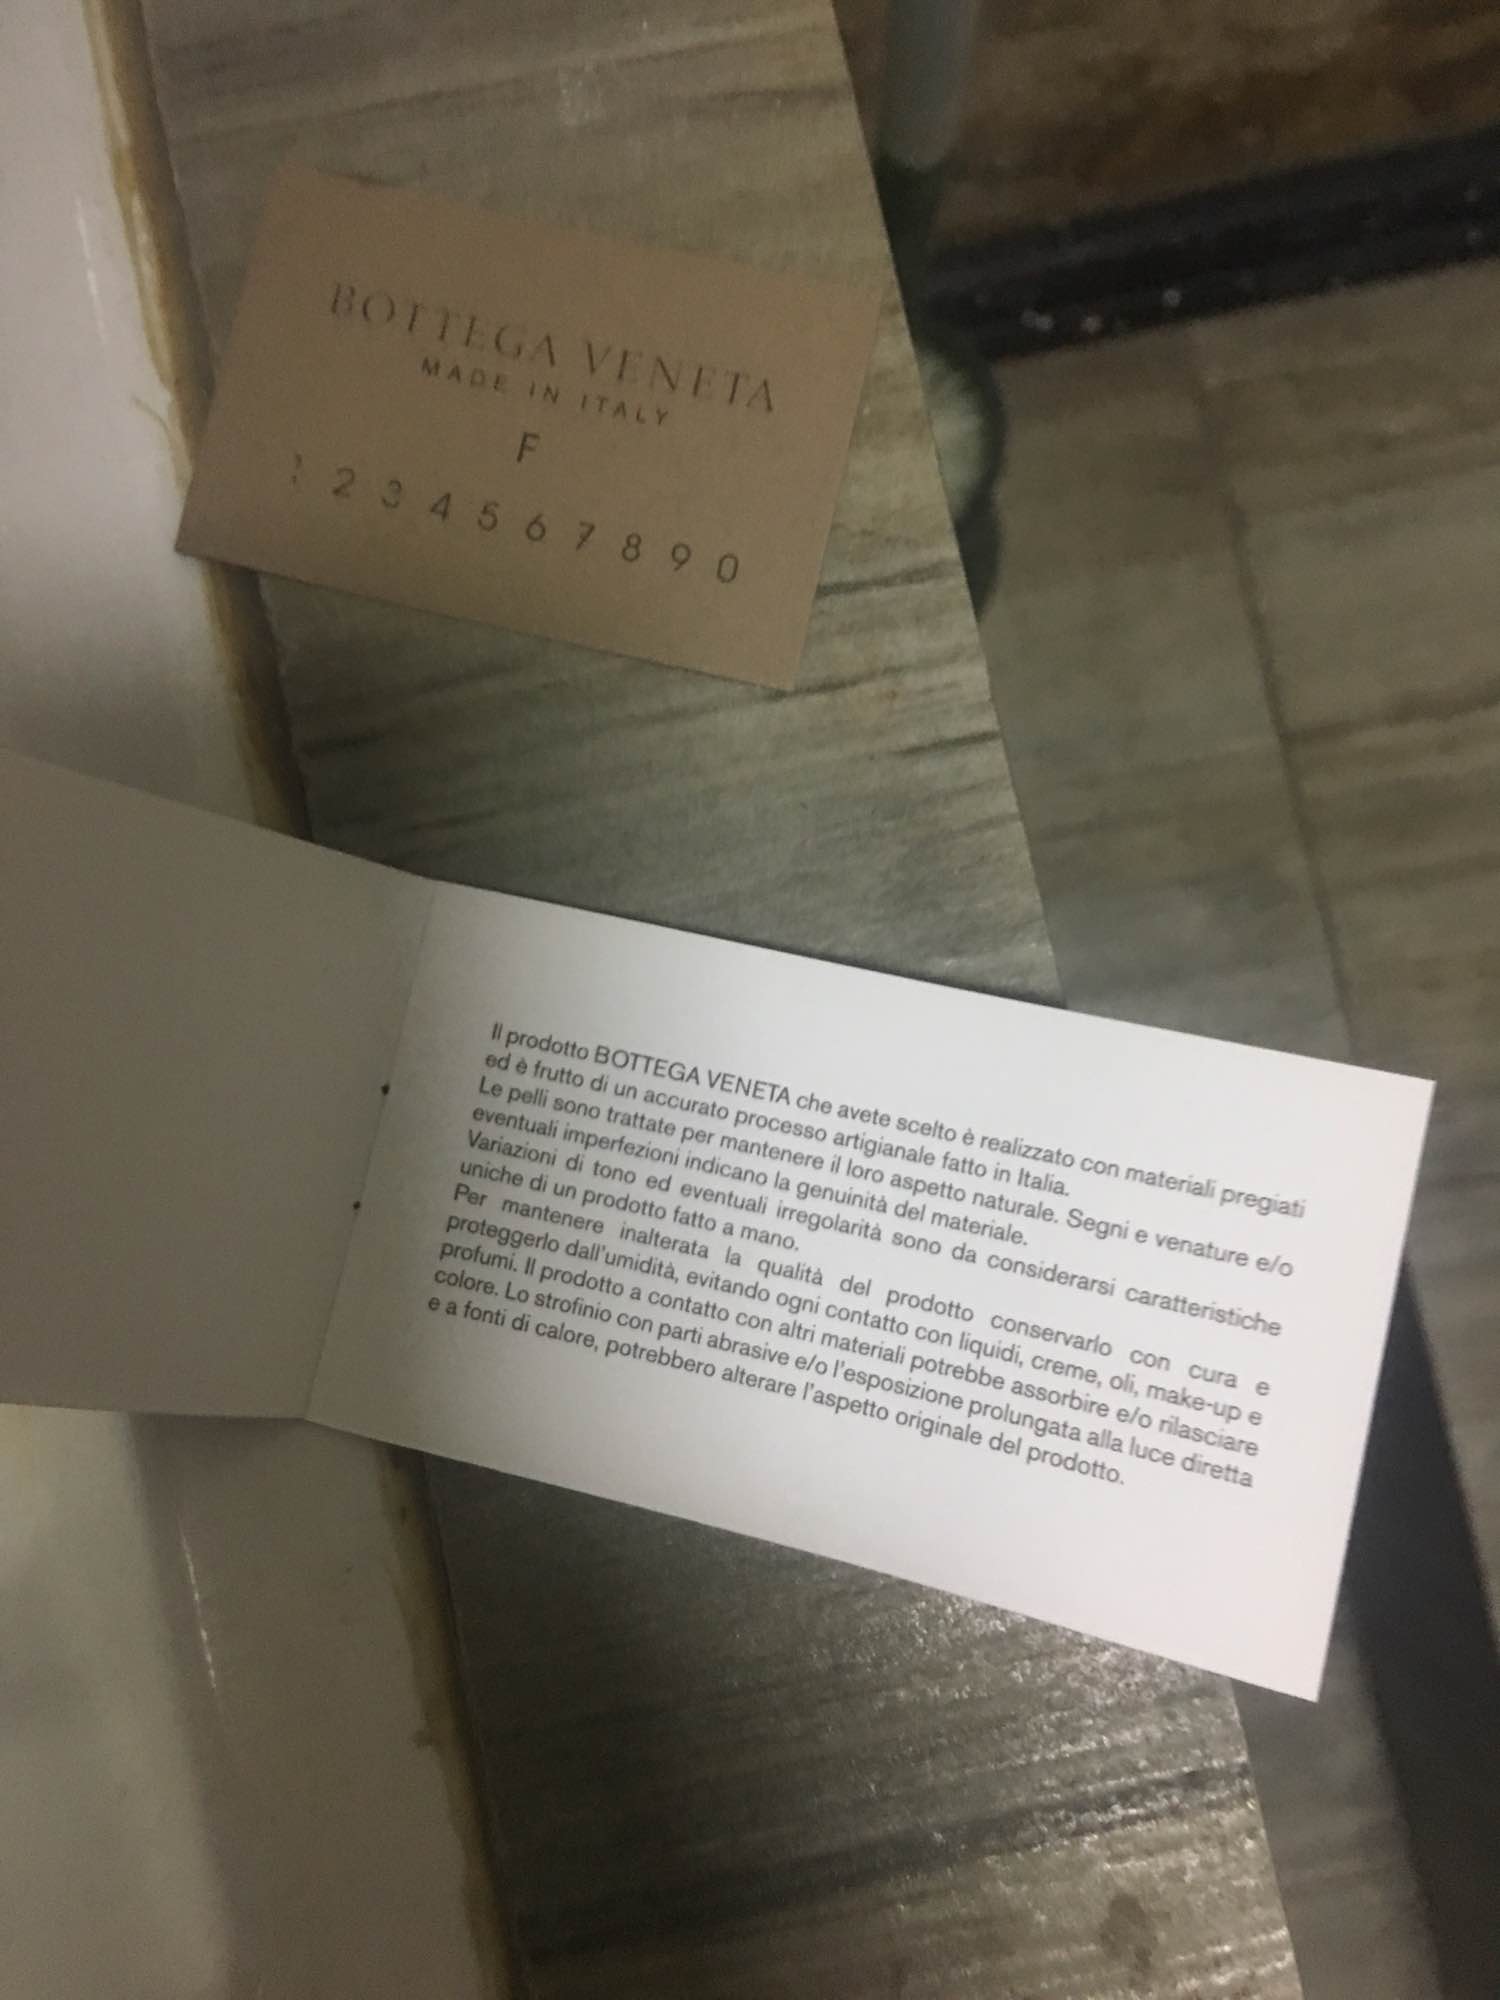 BOTTEGA VENETA
MADE IN ITALY
F
1 2 3 4 5 6 7 8 9 0
Il prodotto BOTTEGA VENETA che avete scelto è realizzato con materiali pregiati
ed è frutto di un accurato processo artigianale fatto in Italia.
Le pelli sono trattate per mantenere il loro aspetto naturale. Segni e venature e/o
eventuali imperfezioni indicano la genuinità del materiale.
Variazioni di tono ed eventuali irregolarità sono da considerarsi caratteristiche
uniche di un prodotto fatto a mano.
Per mantenere inalterata la qualità del prodotto conservarlo con cura e
proteggerlo dall'umidità, evitando ogni contatto con liquidi, creme, oli, make-up e
profumi. Il prodotto a contatto con altri materiali potrebbe assorbire e/o rilasciare
colore. Lo strofinio con parti abrasive e/o l'esposizione prolungata alla luce diretta
e a fonti di calore, potrebbero alterare l'aspetto originale del prodotto.